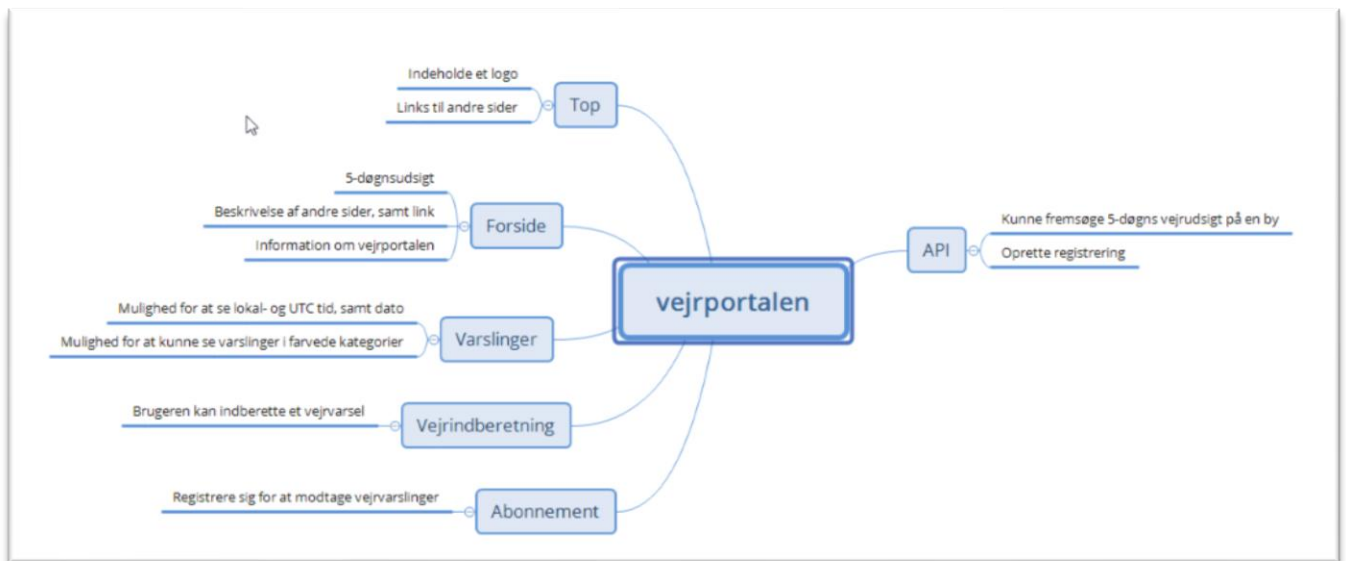 Indeholde et logo
Links til andre sider
Top
5-døgnsudsigt
Beskrivelse af andre sider, samt link
Information om vejrportalen
Forside
Mulighed for at se lokal- og UTC tid, samt dato
Mulighed for at kunne se varslinger i farvede kategorier
Varslinger
Brugeren kan indberette et vejrvarsel
Vejrindberetning
Registrere sig for at modtage vejrvarslinger
Abonnement
vejrportalen
API
Kunne fremsøge 5-døgns vejrudsigt på en by
Oprette registrering